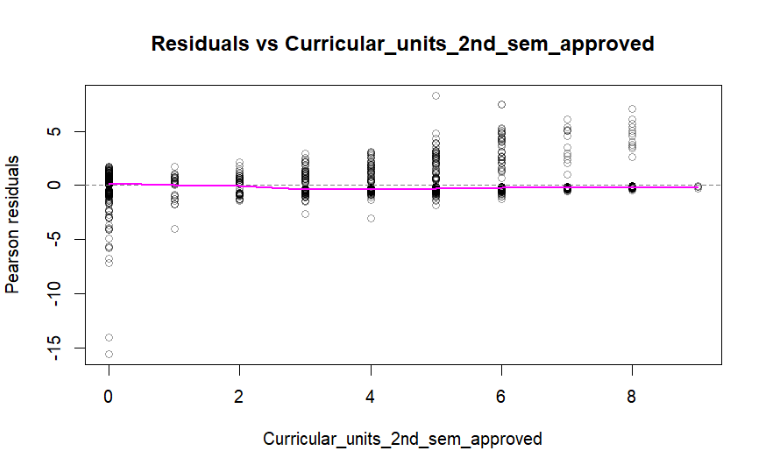 Residuals vs Curricular_units_2nd_sem_approved
Pearson residuals
5
0
-5
-10
-15
0 2 4 6 8
Curricular_units_2nd_sem_approved